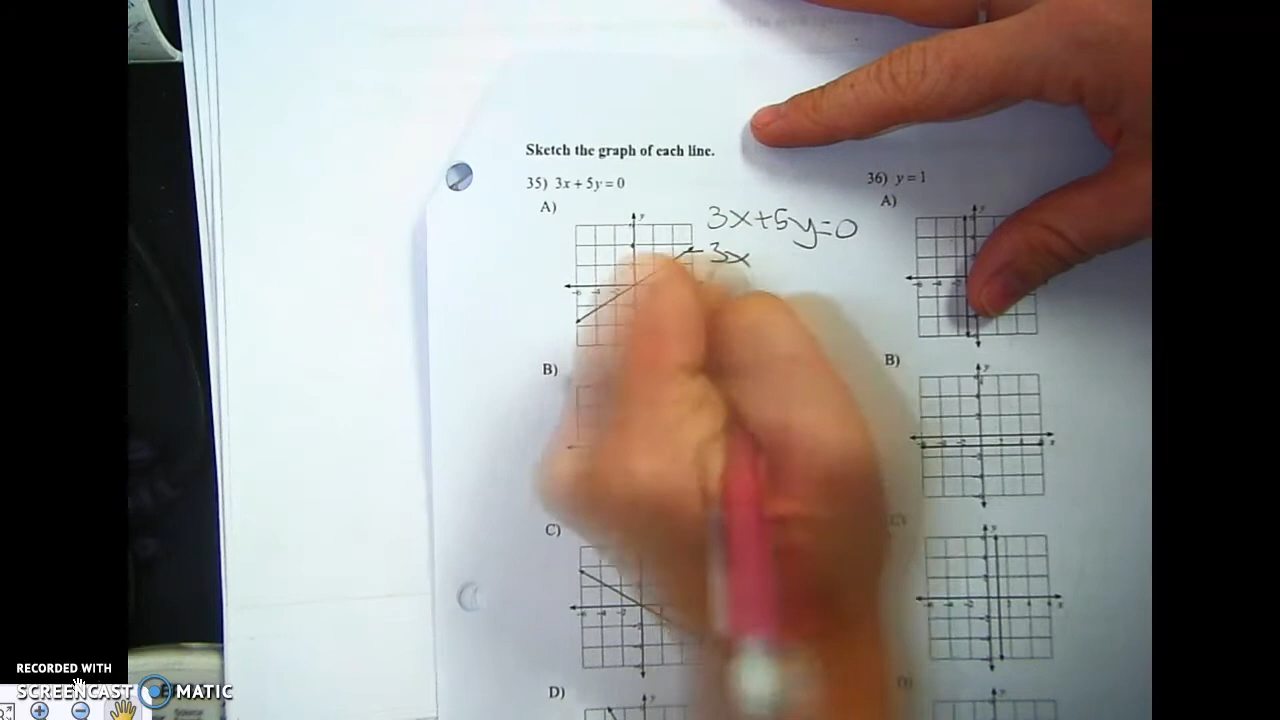 Sketch the graph of each line.
35) 3x + 5y = 0
A)
3x+5y=0
3x
B)
C)
D)
36) y = 1
A)
B)
C)
D)
RECORDED WITH
SCREENCAST MATIC